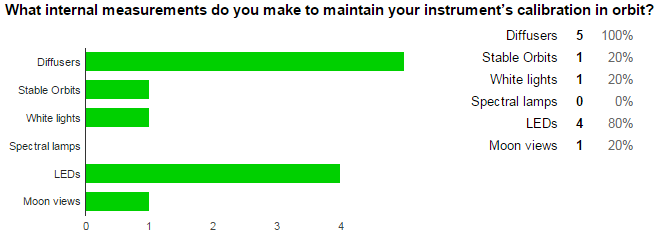 What internal measurements do you make to maintain your instrument's calibration in orbit?
Diffusers 5 100%
Stable Orbits 1 20%
White lights 1 20%
Spectral lamps 0 0%
LEDs 4 80%
Moon views 1 20%
Diffusers
Stable Orbits
White lights
Spectral lamps
LEDs
Moon views
0 1 2 3 4